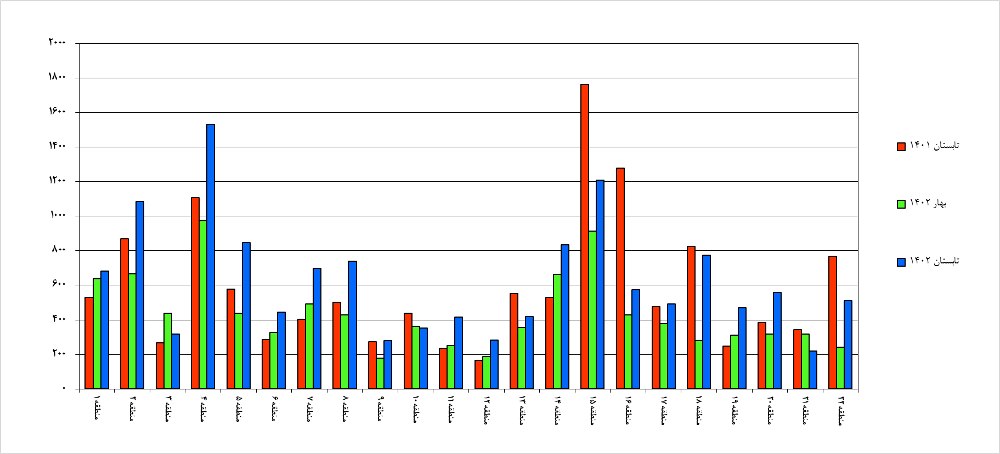 ۲۰۰۰
۱۸۰۰
۱۶۰۰
۱۴۰۰
۱۲۰۰
۱۰۰۰
۸۰۰
۶۰۰
۴۰۰
۲۰۰
۰
منطقه ۱
منطقه ۲
منطقه ۳
منطقه ۴
منطقه ۵
منطقه ۶
منطقه ۷
منطقه ۸
منطقه ۹
منطقه ۱۰
منطقه ۱۱
منطقه ۱۲
منطقه ۱۳
منطقه ۱۴
منطقه ۱۵
منطقه ۱۶
منطقه ۱۷
منطقه ۱۸
منطقه ۱۹
منطقه ۲۰
منطقه ۲۱
منطقه ۲۲
تابستان ۱۴۰۱
بهار ۱۴۰۲
تابستان ۱۴۰۲